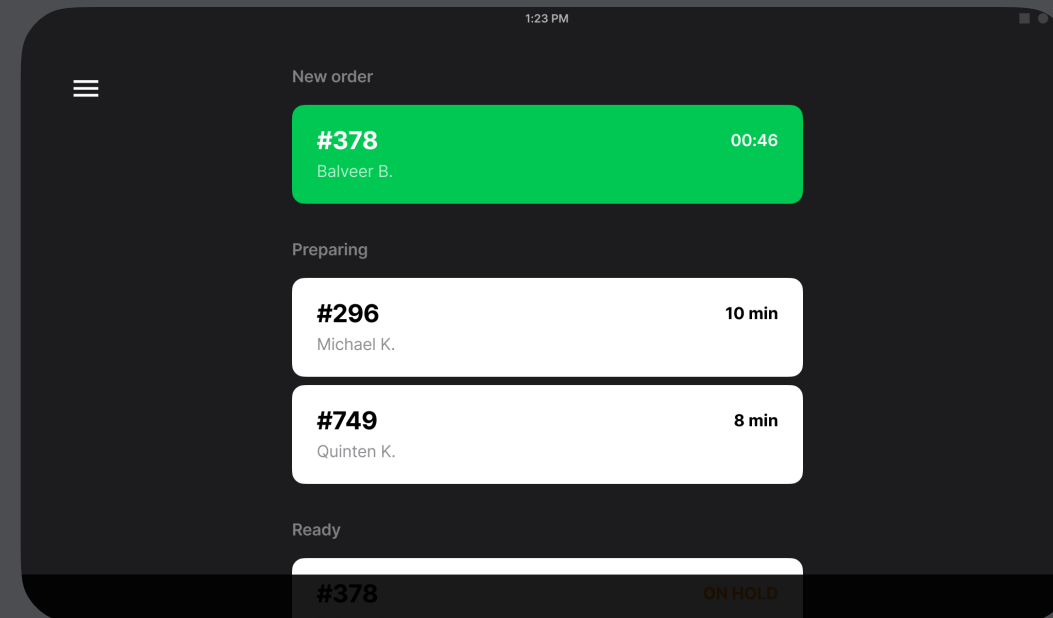 1:23 PM
New order
#378
00:46
Balveer B.
Preparing
#296
10 min
Michael K.
#749
8 min
Quinten K.
Ready
#378
ON HOLD